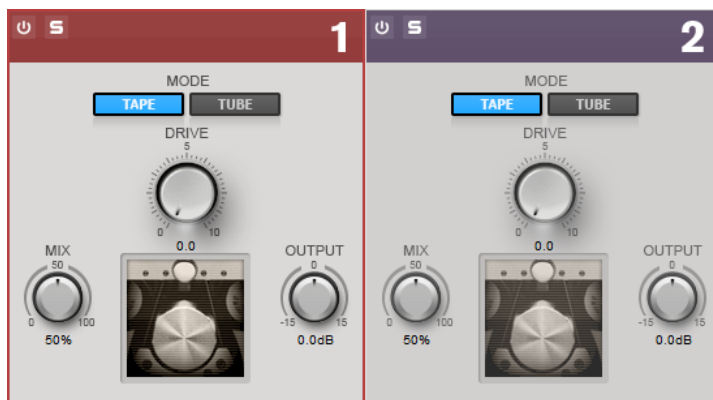 S 1
MODE
TAPE TUBE
DRIVE
5
0 10
0.0
MIX
50
0 100
50%
OUTPUT
0
-15 15
0.0dB
S 2
MODE
TAPE TUBE
DRIVE
5
0 10
0.0
MIX
50
0 100
50%
OUTPUT
0
-15 15
0.0dB